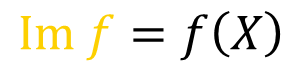 Im f = f(X)